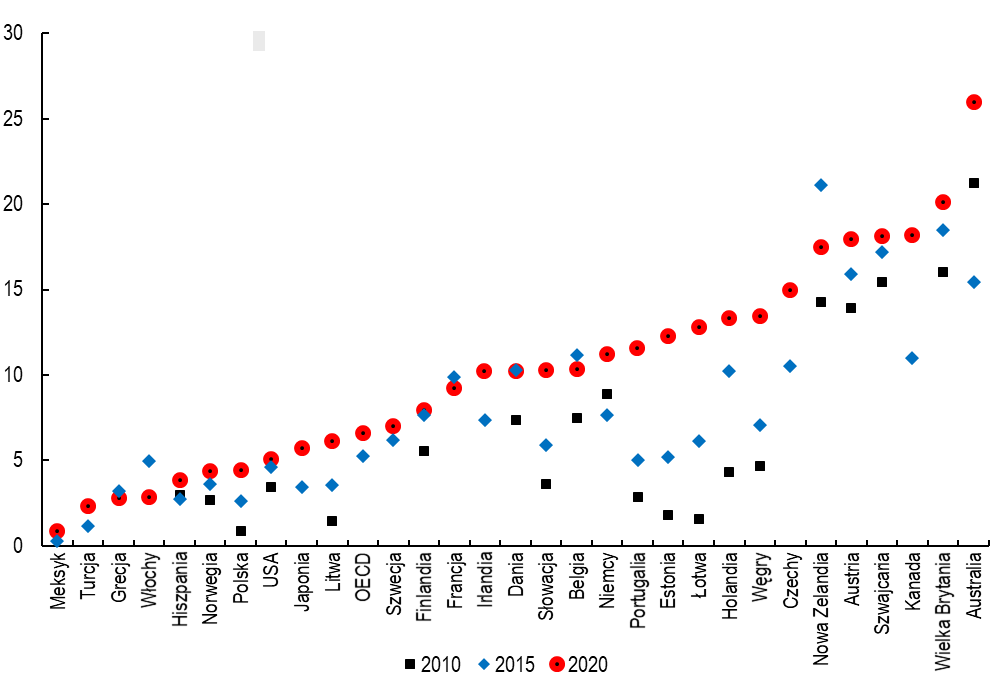 30
25
20
15
10
5
0
Meksyk
Turcja
Grecja
Włochy
Hiszpania
Norwegia
Polska
USA
Japonia
Litwa
OECD
Szwecja
Finlandia
Francja
Irlandia
Dania
Słowacja
Belgia
Niemcy
Portugalia
Estonia
Łotwa
Holandia
Węgry
Czechy
Nowa Zelandia
Austria
Szwajcaria
Kanada
Wielka Brytania
Australia
2010 2015 2020